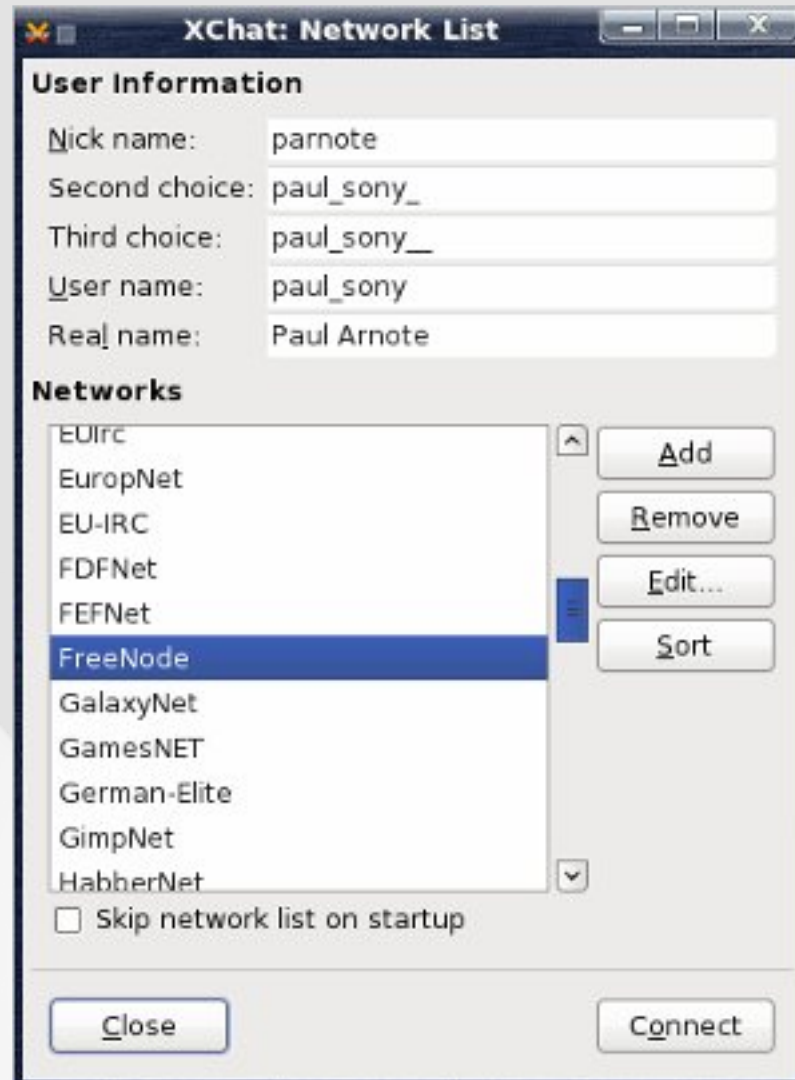 XChat: Network List
User Information
Nick name: parnote
Second choice: paul_sony_
Third choice: paul_sony__
User name: paul_sony
Real name: Paul Arnote
Networks
EUIrc
EuropNet
EU-IRC
FDFNet
FEFNet
FreeNode
GalaxyNet
GamesNET
German-Elite
GimpNet
HabberNet
Add
Remove
Edit...
Sort
Skip network list on startup
Close Connect